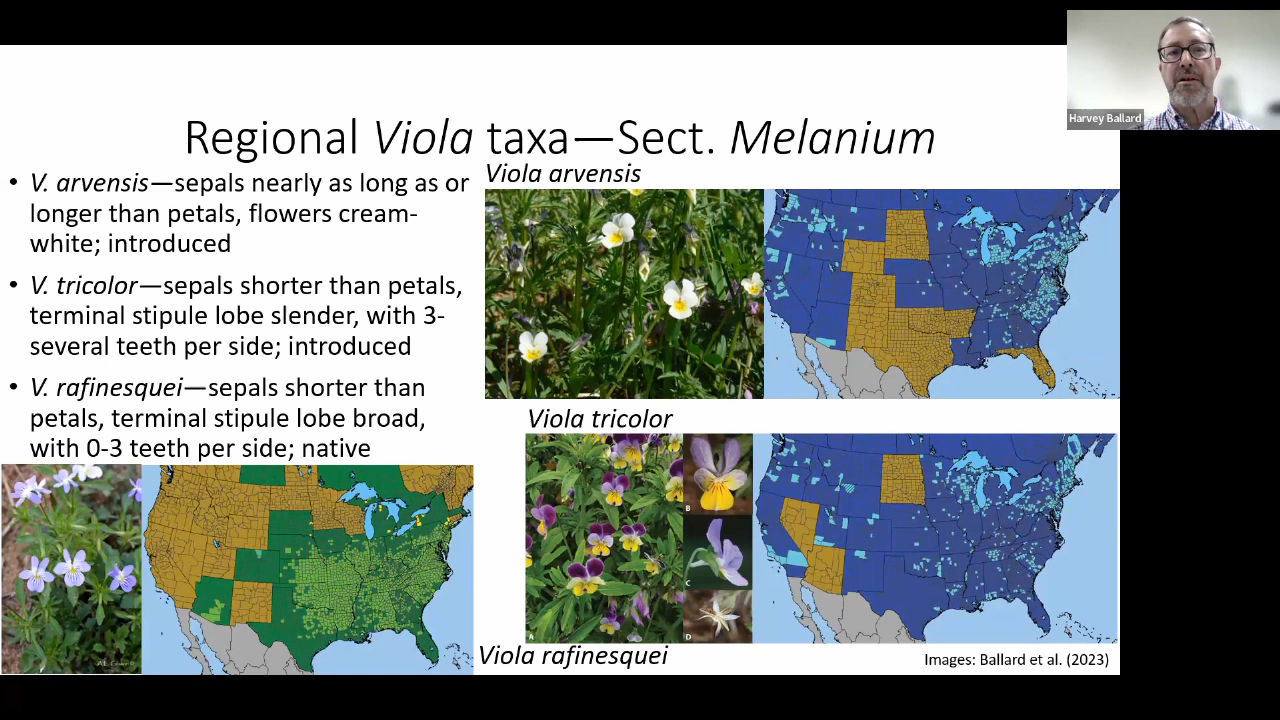 Harvey Ballard
Regional Viola taxa—Sect. Melanium
• V. arvensis—sepals nearly as long as or
longer than petals, flowers cream-
white; introduced
• V. tricolor—sepals shorter than petals,
terminal stipule lobe slender, with 3-
several teeth per side; introduced
• V. rafinesquei—sepals shorter than
petals, terminal stipule lobe broad,
with 0-3 teeth per side; native
Viola arvensis
Viola tricolor
A
B
C
D
Viola rafinesquei
Images: Ballard et al. (2023)